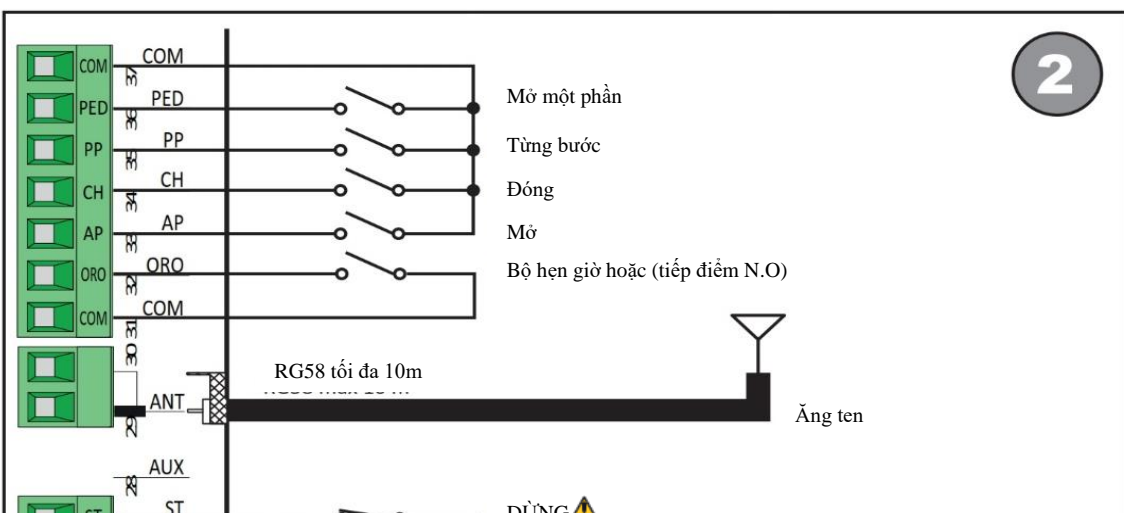 2
COM 37 COM
PED 36 PED Mở một phần
PP 35 PP Từng bước
CH 34 CH Đóng
AP 33 AP Mở
ORO 32 ORO Bộ hẹn giờ hoặc (tiếp điểm N.O)
COM 31 COM
30
RG58 tối đa 10m
29 ANT
Ăng ten
28 AUX
ST ST DỪNG